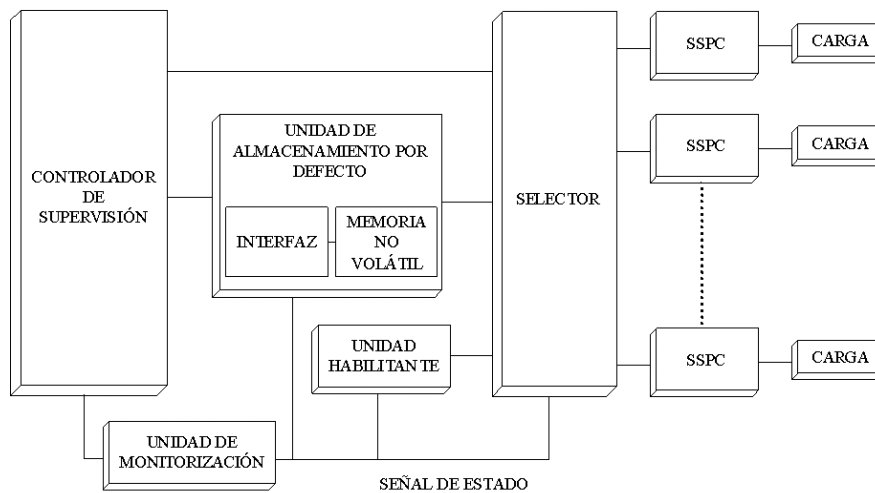 CONTROLADOR
DE
SUPERVISIÓN
UNIDAD DE
ALMACENAMIENTO POR
DEFECTO
INTERFAZ
MEMORIA
NO
VOLÁTIL
UNIDAD
HABILITANTE
UNIDAD DE
MONITORIZACIÓN
SEÑAL DE ESTADO
SELECTOR
SSPC
CARGA
SSPC
CARGA
SSPC
CARGA